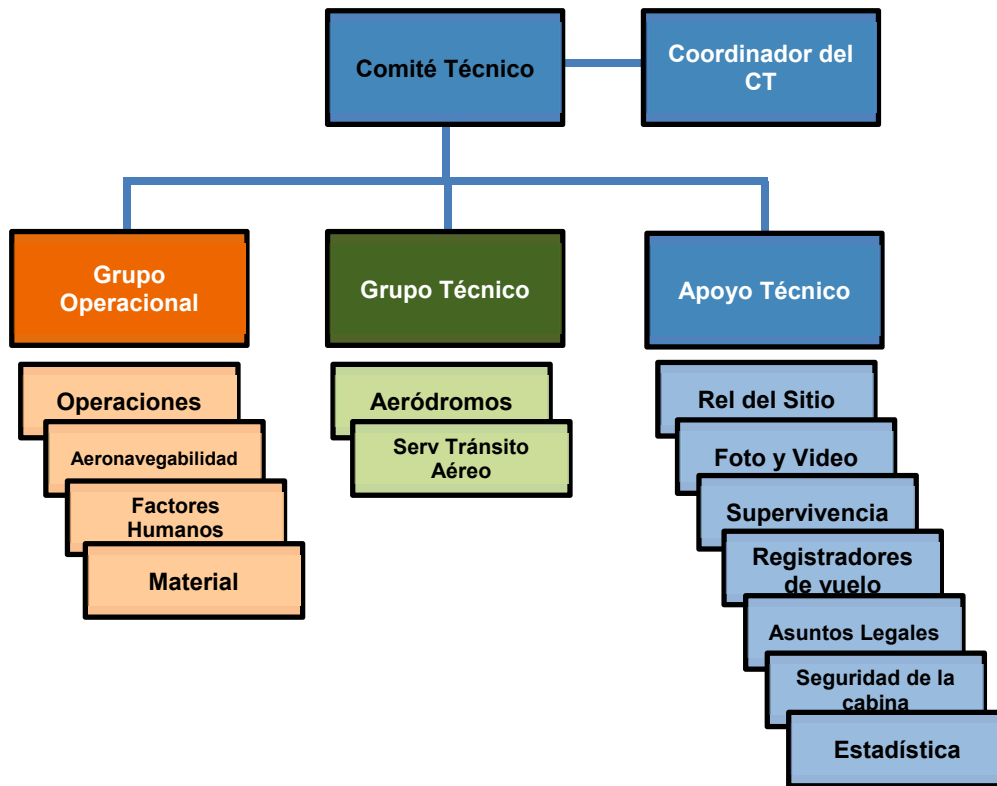 Comité Técnico
Coordinador del
CT
Grupo
Operacional
Grupo Técnico
Apoyo Técnico
Operaciones
Aeronavegabilidad
Factores
Humanos
Material
Aeródromos
Serv Tránsito
Aéreo
Rel del Sitio
Foto y Video
Supervivencia
Registradores
de vuelo
Asuntos Legales
Seguridad de la
cabina
Estadística